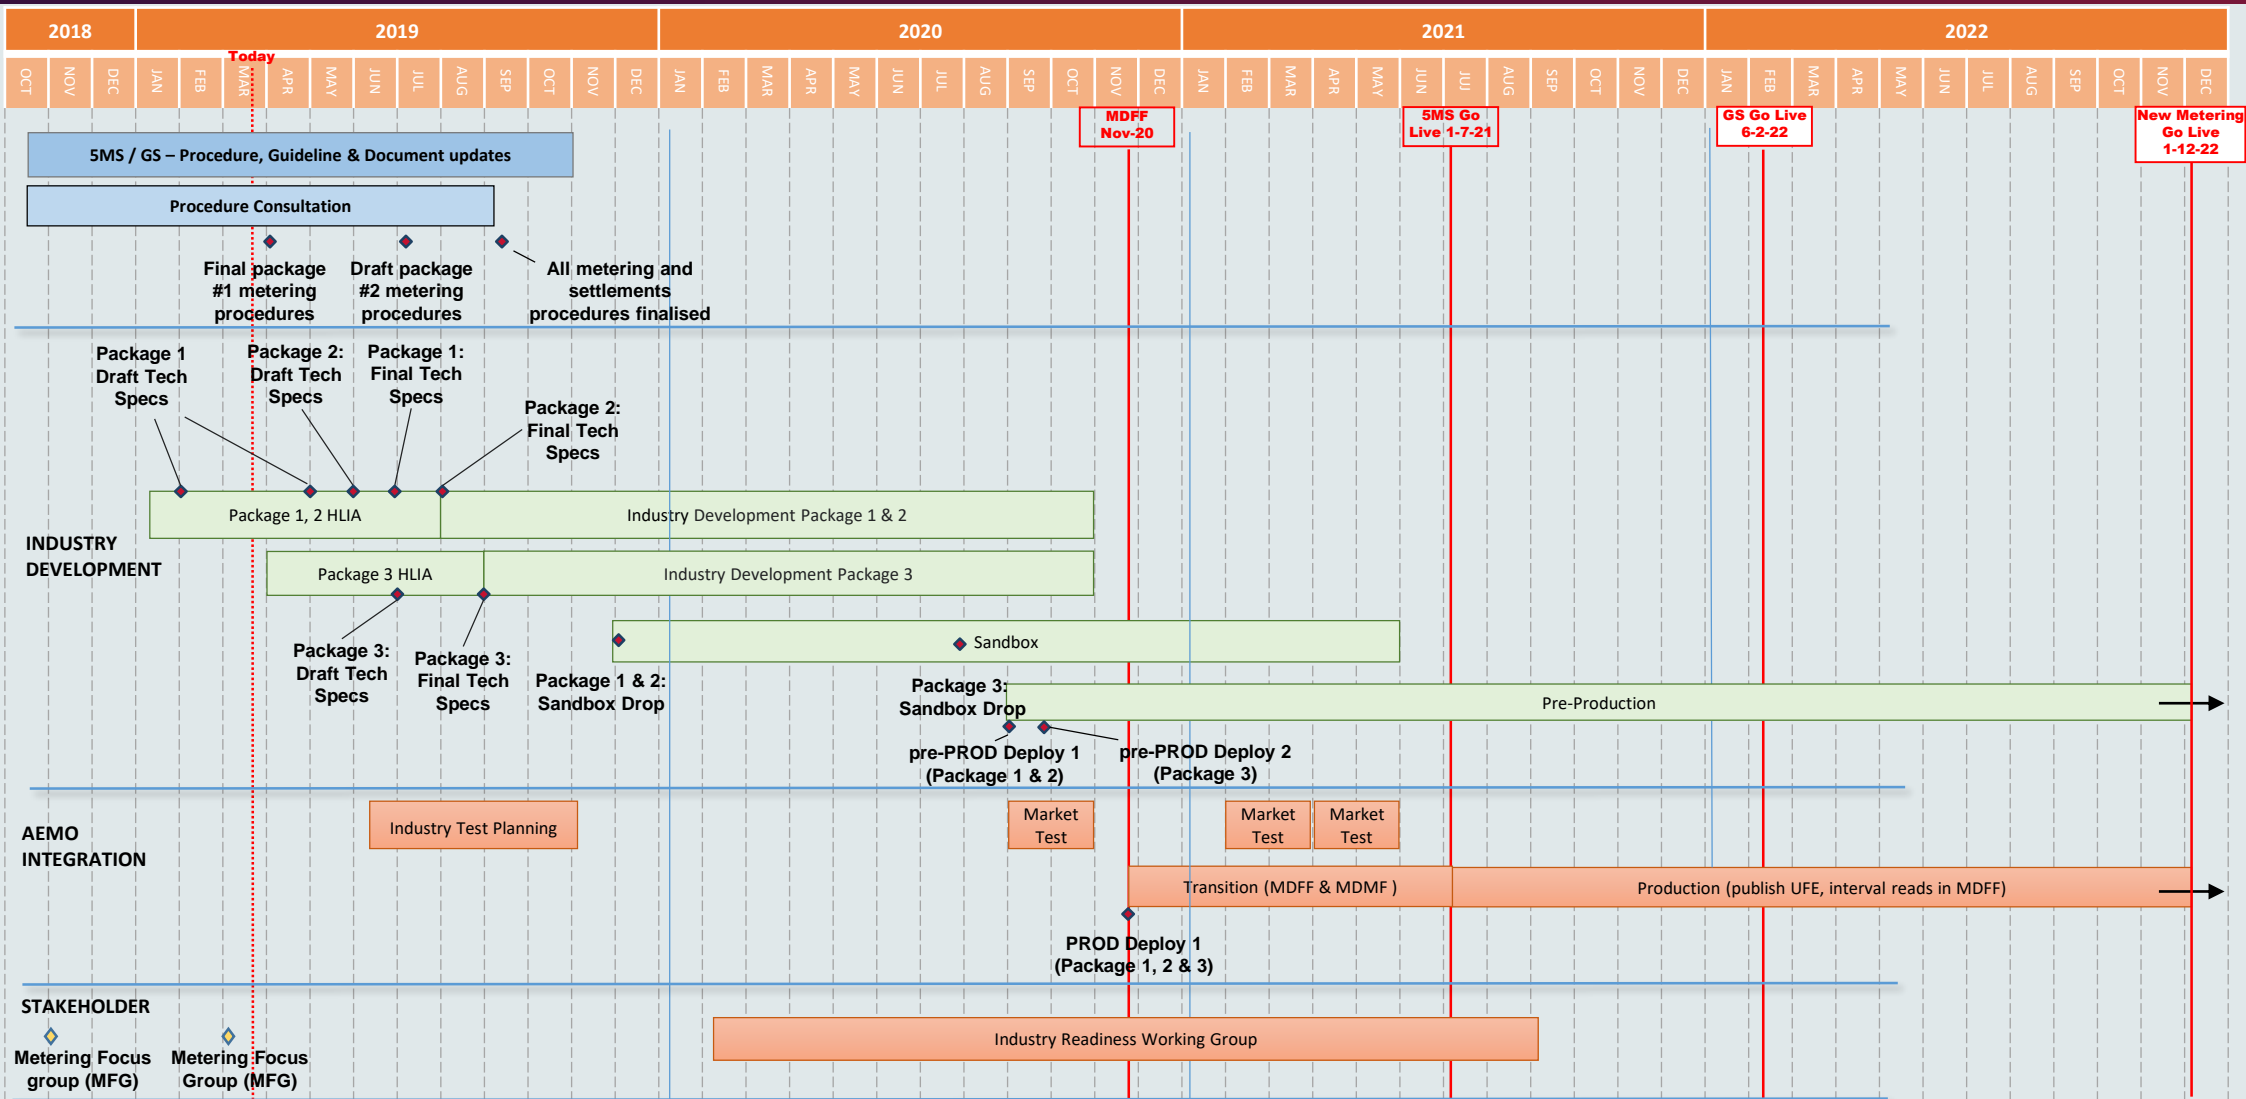 2018 2019 2020 2021 2022
Today
OCT NOV DEC JAN FEB MAR APR MAY JUN JUL AUG SEP OCT NOV DEC JAN FEB MAR APR MAY JUN JUL AUG SEP OCT NOV DEC JAN FEB MAR APR MAY JUN JUJ AUG SEP OCT NOV DEC JAN FEB MAR APR MAY JUN JUL AUG SEP OCT NOV DEC
MDFF
Nov-20
5MS Go
Live 1-7-21
GS Go Live
6-2-22
New Metering
Go Live
1-12-22
5MS / GS – Procedure, Guideline & Document updates
Procedure Consultation
Final package
#1 metering
procedures
Draft package
#2 metering
procedures
All metering and
settlements
procedures finalised
Package 1
Draft Tech
Specs
Package 2:
Draft Tech
Specs
Package 1:
Final Tech
Specs
Package 2:
Final Tech
Specs
INDUSTRY
DEVELOPMENT
Package 1, 2 HLIA
Industry Development Package 1 & 2
Package 3 HLIA
Industry Development Package 3
Sandbox
Package 3:
Draft Tech
Specs
Package 3:
Final Tech
Specs
Package 1 & 2:
Sandbox Drop
Package 3:
Sandbox Drop
Pre-Production
pre-PROD Deploy 1
(Package 1 & 2)
pre-PROD Deploy 2
(Package 3)
AEMO
INTEGRATION
Industry Test Planning
Market
Test
Market
Test
Market
Test
Transition (MDFF & MDMF )
Production (publish UFE, interval reads in MDFF)
PROD Deploy 1
(Package 1, 2 & 3)
STAKEHOLDER
Metering Focus
group (MFG)
Metering Focus
Group (MFG)
Industry Readiness Working Group